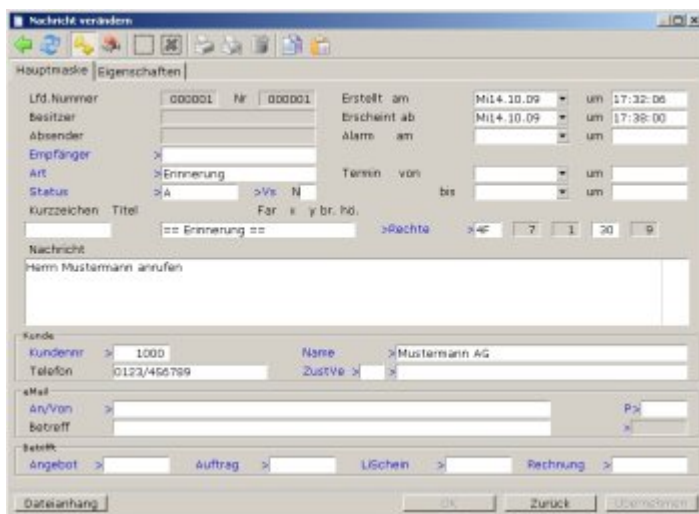 Nachricht verändern
Hauptmaske Eigenschaften
Lfd.Nummer 000001 Nr 000001 Erstellt am Mi14.10.09 um 17:32:06
Besitzer Erscheint ab Mi14.10.09 um 17:38:00
Absender Alarm am um
Empfänger >
Art >Erinnerung Termin von um
Status >A >Vs N bis um
Kurzzeichen Titel Far x y br. hö.
== Erinnerung == >Rechte >4F 7 1 30 9
Nachricht
Herrn Mustermann anrufen
Kunde
Kundennr > 1000 Name >Mustermann AG
Telefon 0123/456789 ZustVe > >
eMail
An/Von > P>
Betreff >
Betrifft
Angebot > Auftrag > LiSchein > Rechnung >
Dateianhang OK Zurück Übernehmen